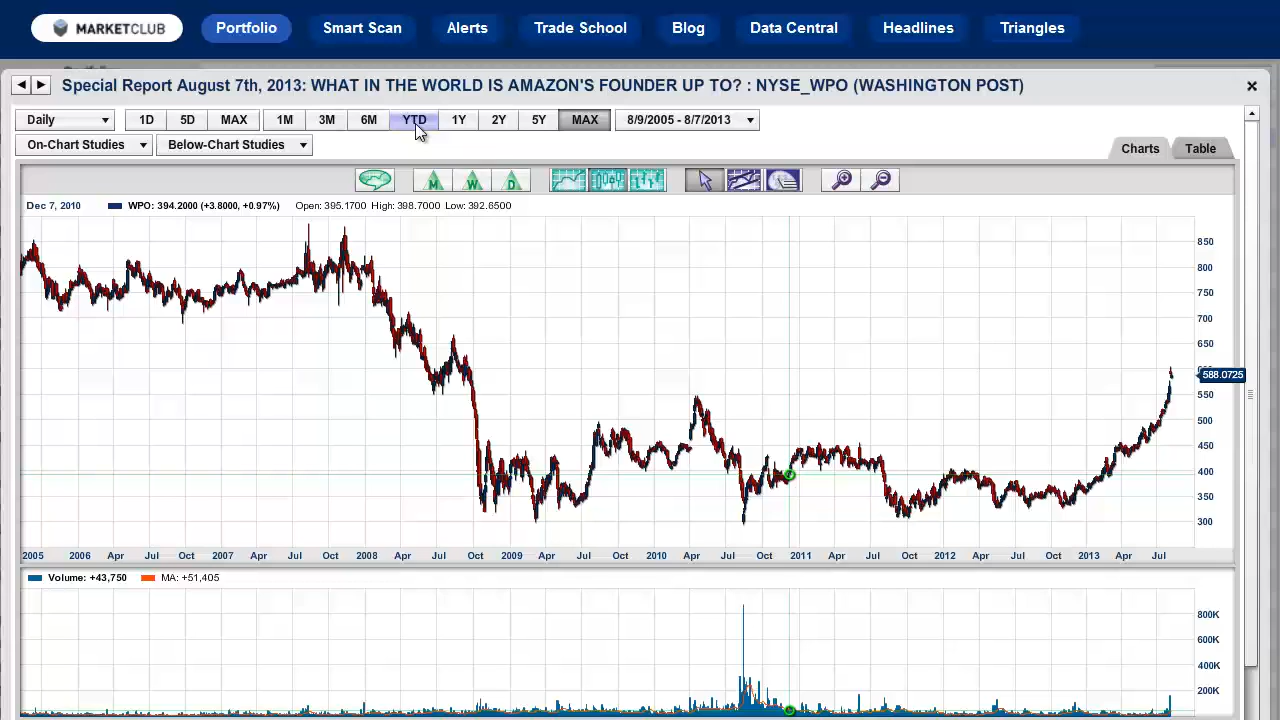 MARKETCLUB Portfolio Smart Scan Alerts Trade School Blog Data Central Headlines Triangles
Special Report August 7th, 2013: WHAT IN THE WORLD IS AMAZON'S FOUNDER UP TO? : NYSE_WPO (WASHINGTON POST)
Daily 1D 5D MAX 1M 3M 6M YTD 1Y 2Y 5Y MAX 8/9/2005 - 8/7/2013
On-Chart Studies Below-Chart Studies Charts Table
M W D
Dec 7, 2010 WPO: 394.2000 (+3.8000, +0.97%) Open: 395.1700 High: 398.7000 Low: 392.6500
850
800
750
700
650
588.0725
550
500
450
400
350
300
2005 2006 Apr Jul Oct 2007 Apr Jul Oct 2008 Apr Jul Oct 2009 Apr Jul Oct 2010 Apr Jul Oct 2011 Apr Jul Oct 2012 Apr Jul Oct 2013 Apr Jul
Volume: +43,750 MA: +51,405
800K
600K
400K
200K